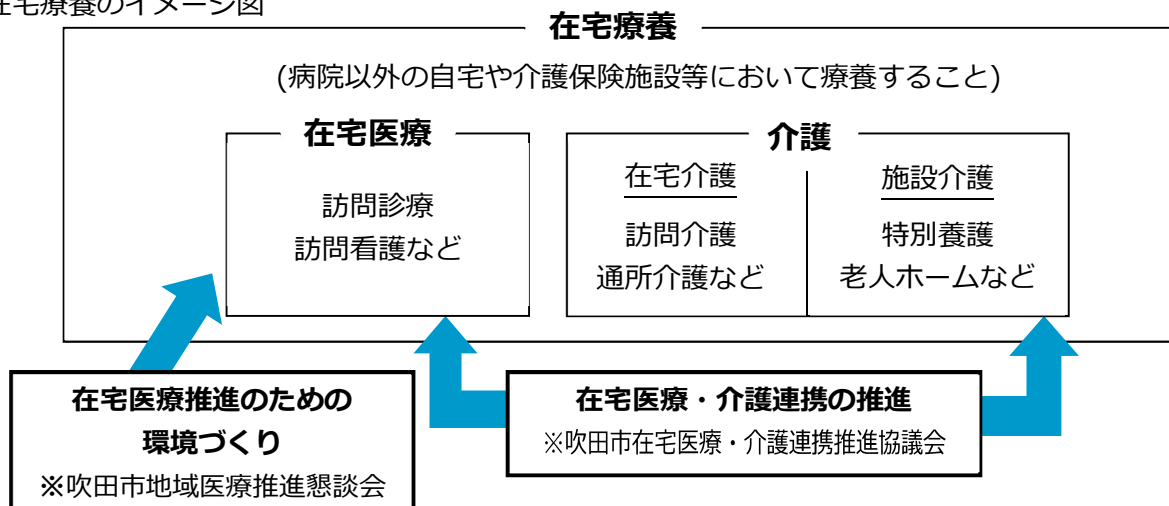 在宅療養のイメージ図
在宅療養
(病院以外の自宅や介護保険施設等において療養すること)
在宅医療
訪問診療
訪問看護など
介護
在宅介護
訪問介護
通所介護など
施設介護
特別養護
老人ホームなど
在宅医療推進のための
環境づくり
※吹田市地域医療推進懇談会
在宅医療・介護連携の推進
※吹田市在宅医療・介護連携推進協議会